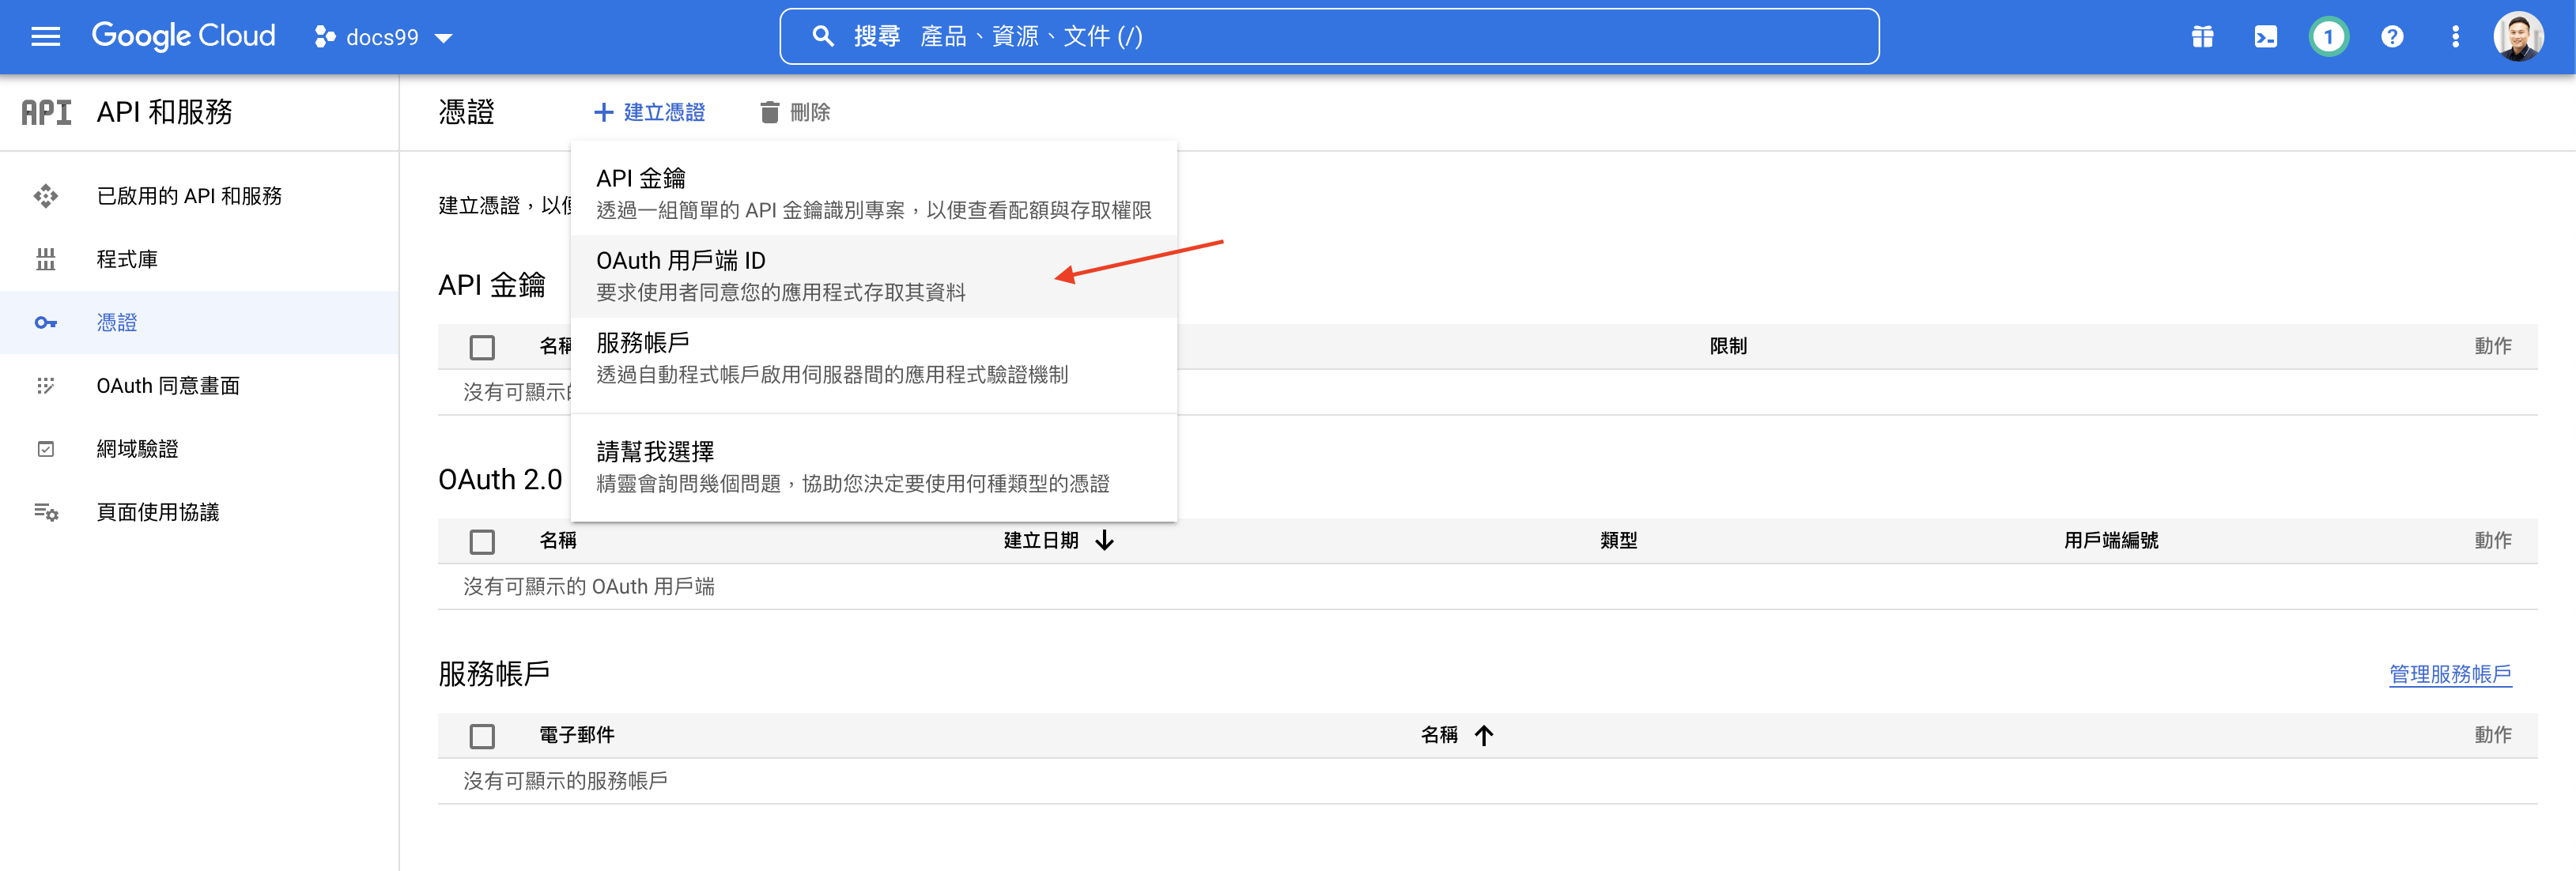 Google Cloud
docs99
搜尋 產品、資源、文件 (/)
1
API API 和服務
憑證
建立憑證
刪除
已啟用的 API 和服務
程式庫
憑證
OAuth 同意畫面
網域驗證
頁面使用協議
建立憑證，以
API 金鑰
透過一組簡單的 API 金鑰識別專案，以便查看配額與存取權限
OAuth 用戶端 ID
要求使用者同意您的應用程式存取其資料
服務帳戶
透過自動程式帳戶啟用伺服器間的應用程式驗證機制
請幫我選擇
精靈會詢問幾個問題，協助您決定要使用何種類型的憑證
API 金鑰
名稱 限制 動作
沒有可顯示的
OAuth 2.0
名稱 建立日期 類型 用戶端編號 動作
沒有可顯示的 OAuth 用戶端
服務帳戶
管理服務帳戶
電子郵件 名稱 動作
沒有可顯示的服務帳戶